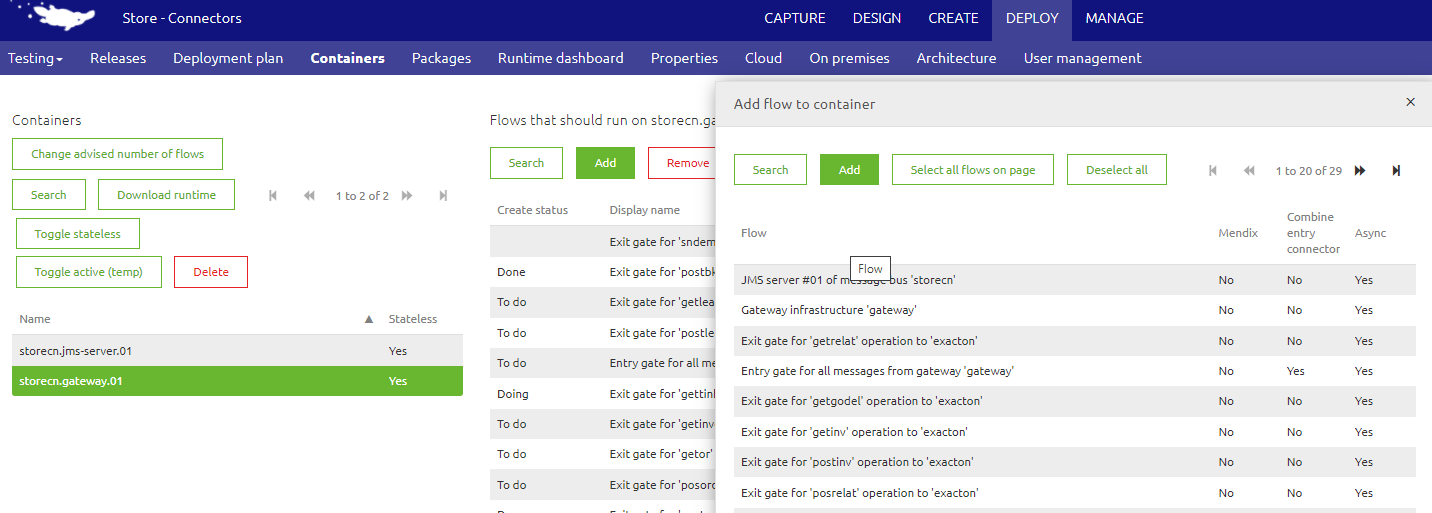 Store - Connectors
CAPTURE DESIGN CREATE DEPLOY MANAGE
Testing Releases Deployment plan Containers Packages Runtime dashboard Properties Cloud On premises Architecture User management
Containers
Change advised number of flows
Search Download runtime 1 to 2 of 2
Toggle stateless
Toggle active (temp) Delete
Name Stateless
storecn.jms-server.01 Yes
storecn.gateway.01 Yes
Flows that should run on storecn.ga
Search Add Remove
Create status Display name
Exit gate for 'sndem
Done Exit gate for 'postbk
To do Exit gate for 'getlea
To do Exit gate for 'postle
To do Entry gate for all me
Doing Exit gate for 'gettinl
To do Exit gate for 'getinv
To do Exit gate for 'getor'
To do Exit gate for 'posord
Add flow to container ×
Search Add Select all flows on page Deselect all 1 to 20 of 29
Flow Mendix Combine entry connector Async
Flow
JMS server #01 of message bus 'storecn' No No Yes
Gateway infrastructure 'gateway' No No Yes
Exit gate for 'getrelat' operation to 'exacton' No No Yes
Entry gate for all messages from gateway 'gateway' No Yes Yes
Exit gate for 'getgodel' operation to 'exacton' No No Yes
Exit gate for 'getinv' operation to 'exacton' No No Yes
Exit gate for 'postinv' operation to 'exacton' No No Yes
Exit gate for 'posrelat' operation to 'exacton' No No Yes